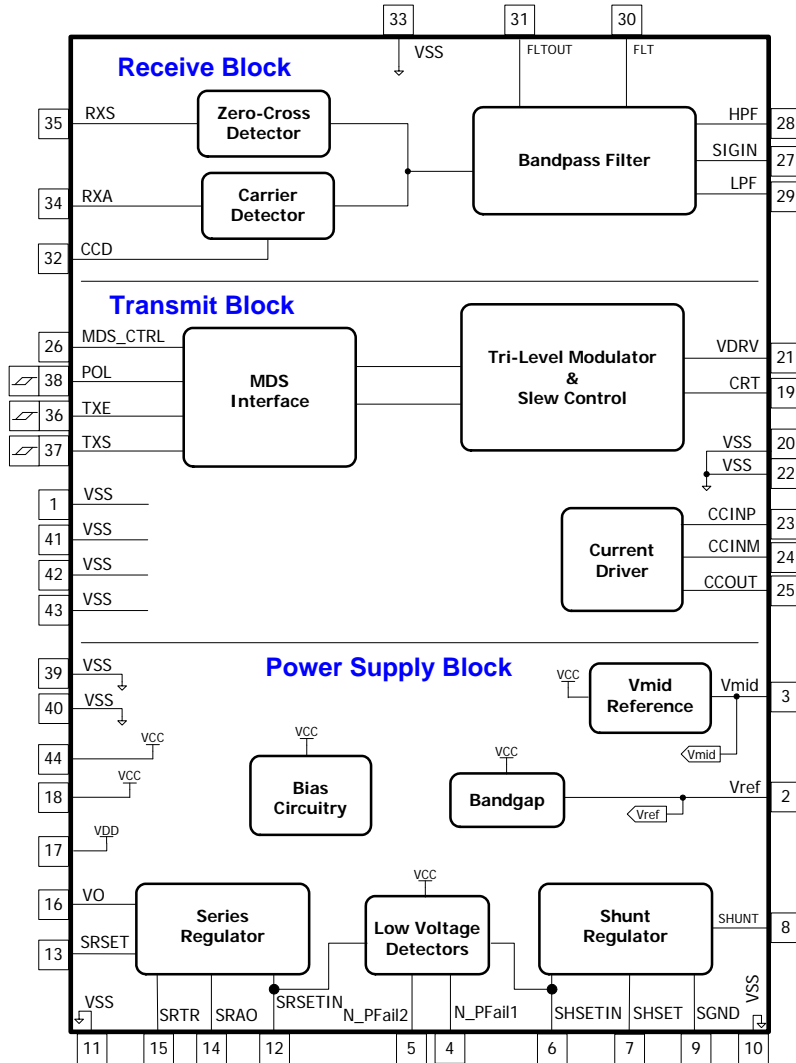 33
31
30
VSS
FLTOUT
FLT
Receive Block
35
RXS
Zero-Cross
Detector
Bandpass Filter
HPF
28
SIGIN
27
LPF
29
34
RXA
Carrier
Detector
32
CCD
Transmit Block
26
MDS_CTRL
38
POL
36
TXE
37
TXS
MDS
Interface
Tri-Level Modulator
&
Slew Control
VDRV
21
CRT
19
VSS
20
VSS
22
1
VSS
41
VSS
42
VSS
43
VSS
Current
Driver
CCINP
23
CCINM
24
CCOUT
25
Power Supply Block
39
VSS
40
VSS
44
VCC
18
VCC
17
VDD
VCC
Vmid
Reference
Vmid
3
Vmid
VCC
Bias
Circuitry
VCC
Bandgap
Vref
2
Vref
16
VO
13
SRSET
Series
Regulator
VCC
Low Voltage
Detectors
Shunt
Regulator
SHUNT
8
VSS
SRTR
SRAO
SRSETIN
N_PFail2
N_PFail1
SHSETIN
SHSET
SGND
VSS
11
15
14
12
5
4
6
7
9
10